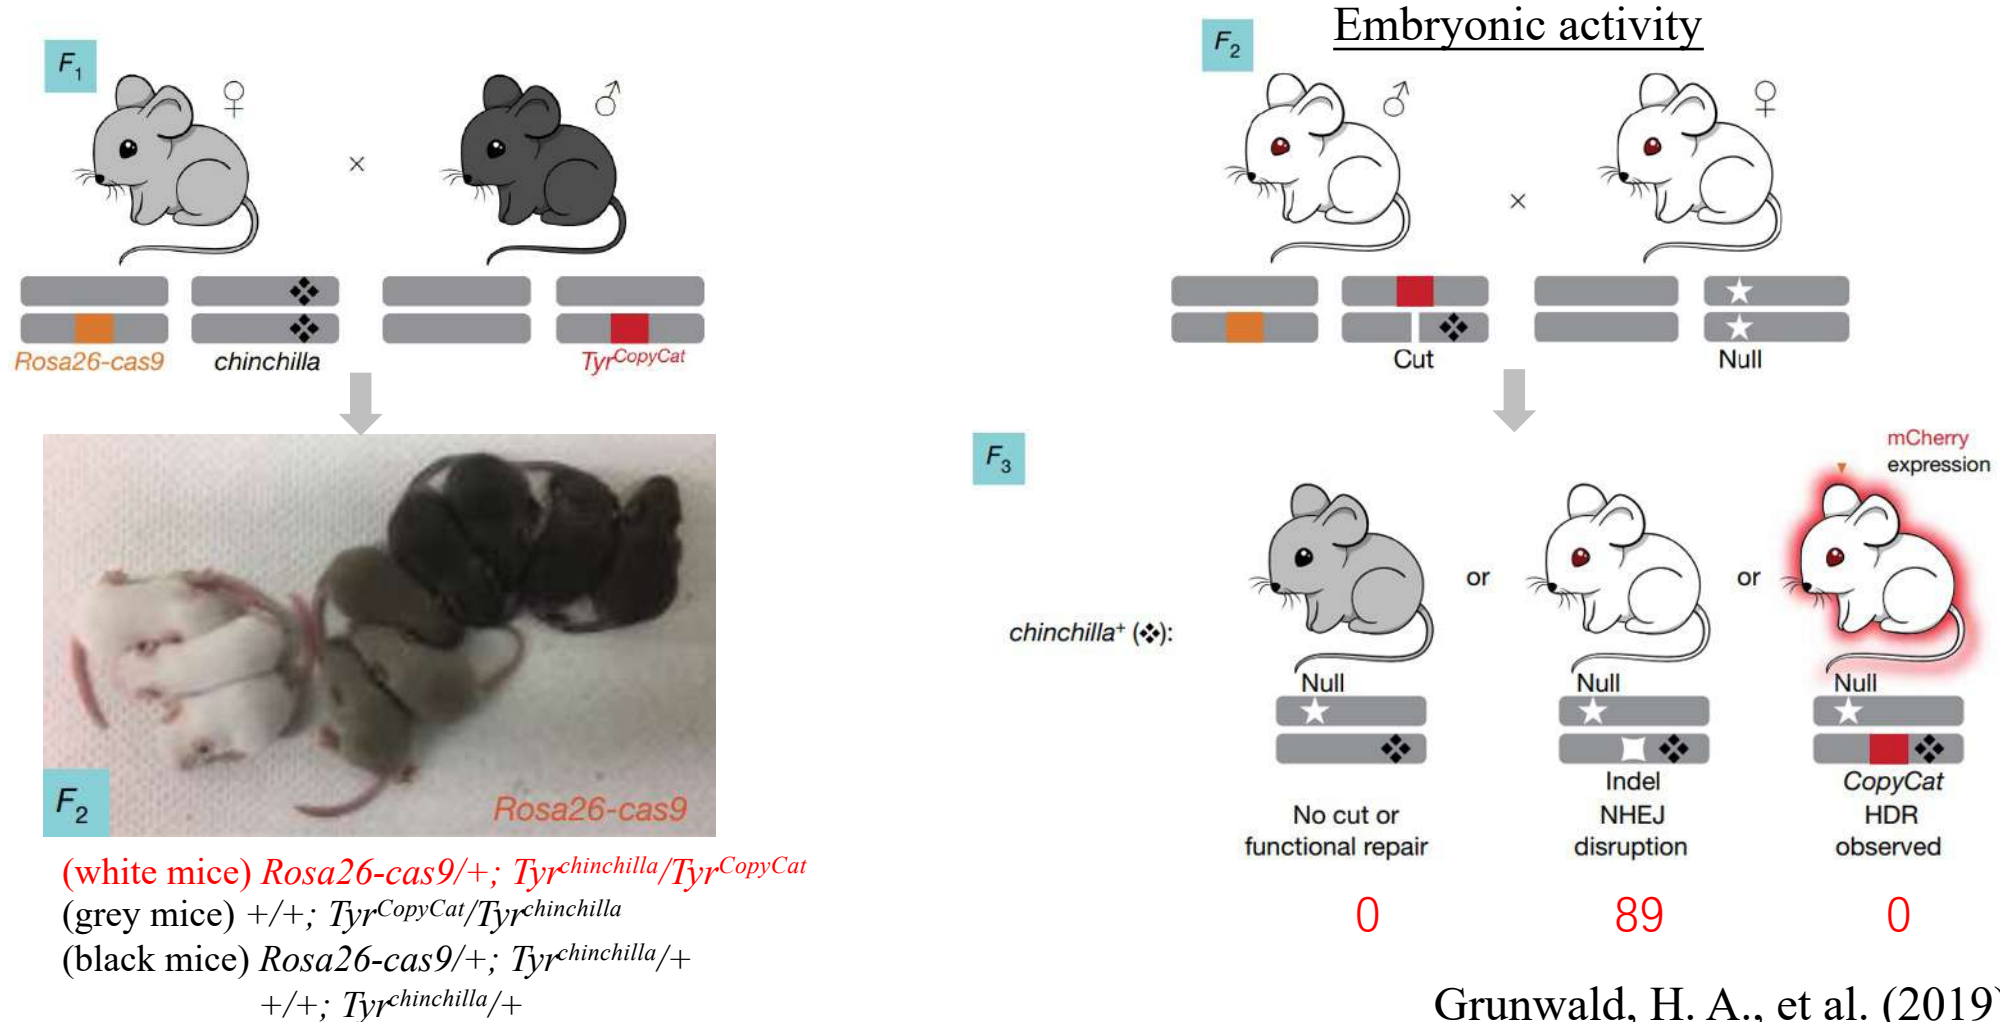 F1
♀
♂
×
Rosa26-cas9
chinchilla
TyrCopyCat
F2
Rosa26-cas9
(white mice) Rosa26-cas9/+; Tyrchinchilla/TyrCopyCat
(grey mice) +/+; TyrCopyCat/Tyrchinchilla
(black mice) Rosa26-cas9/+; Tyrchinchilla/+
+/+; Tyrchinchilla/+
Embryonic activity
F2
♂
♀
×
Cut
Null
F3
mCherry
expression
chinchilla+ (❖):
or
or
Null
Null
Null
Indel
CopyCat
No cut or
functional repair
NHEJ
disruption
HDR
observed
0
89
0
Grunwald, H. A., et al. (2019)